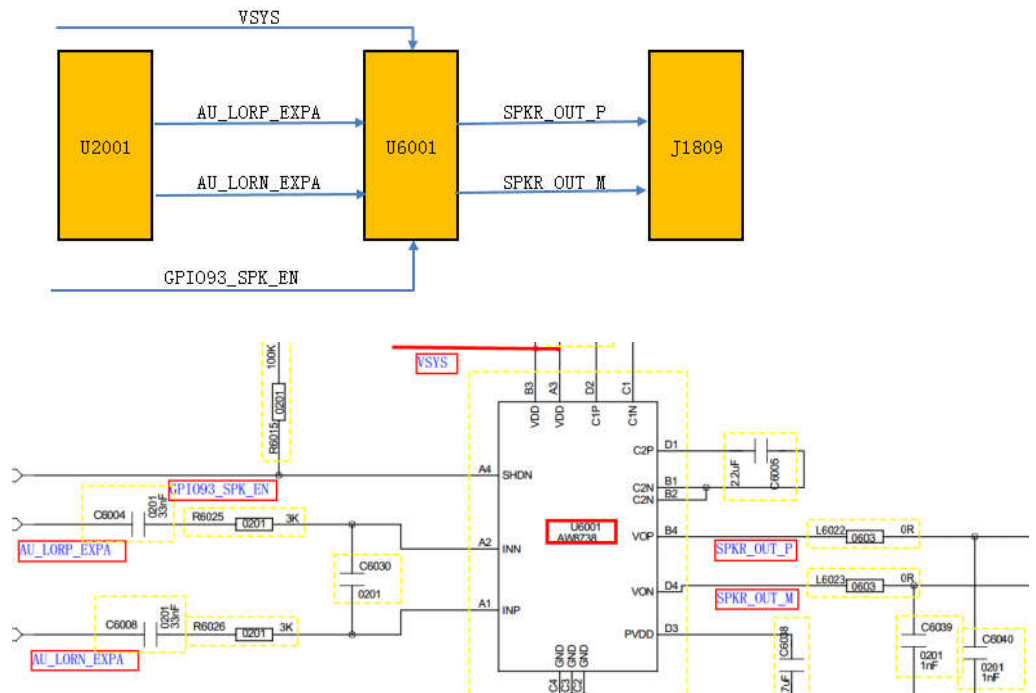 VSYS
AU_LORP_EXPA
SPKR_OUT_P
U2001
U6001
J1809
AU_LORN_EXPA
SPKR_OUT_M
GPIO93_SPK_EN
100K
0201
R6015
VSYS
B3
A3
D2
C1
VDD
VDD
C1P
C1N
C2P
D1
2.2uF
C6005
C2N
B1
C2N
B2
A4
SHDN
GPIO93_SPK_EN
C6004
0201
33nF
R6025
0201
3K
AU_LORP_EXPA
A2
INN
U6001
AW8738
VOP
B4
SPKR_OUT_P
L6022
0603
0R
C6030
0201
VON
D4
SPKR_OUT_M
L6023
0603
0R
C6008
0201
33nF
R6026
0201
3K
A1
INP
AU_LORN_EXPA
PVDD
D3
C6038
7uF
C6039
0201
1nF
C6040
0201
1nF
GND
GND
GND
C4
C3
C2